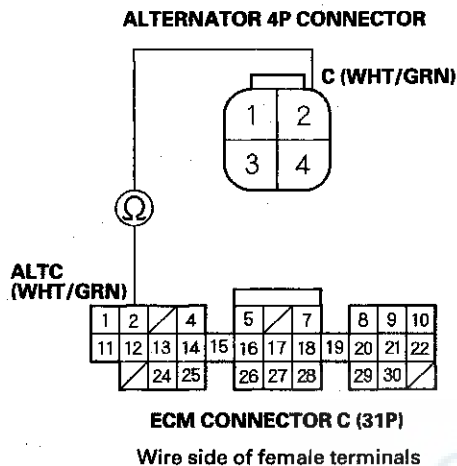 ALTERNATOR 4P CONNECTOR
C (WHT/GRN)
1 2
3 4
Ω
ALTC
(WHT/GRN)
1 2 4 5 7 8 9 10
11 12 13 14 15 16 17 18 19 20 21 22
24 25 26 27 28 29 30
ECM CONNECTOR C (31P)
Wire side of female terminals